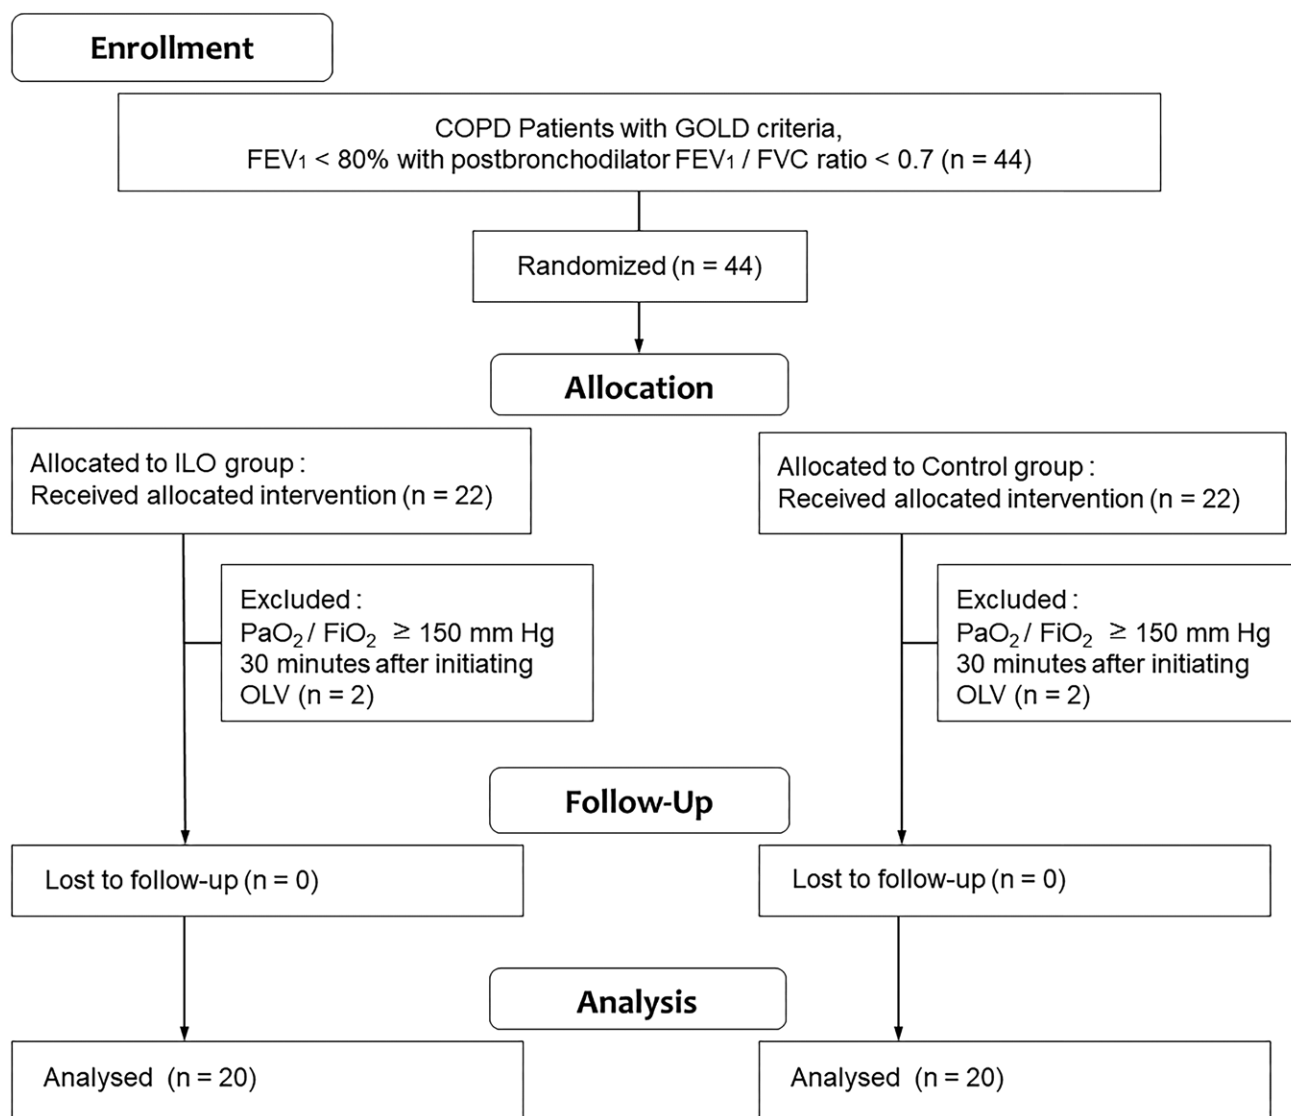 Enrollment
COPD Patients with GOLD criteria,
FEV₁ < 80% with postbronchodilator FEV₁ / FVC ratio < 0.7 (n = 44)
Randomized (n = 44)
Allocation
Allocated to ILO group :
Received allocated intervention (n = 22)
Allocated to Control group :
Received allocated intervention (n = 22)
Excluded :
PaO₂ / FiO₂ ≥ 150 mm Hg
30 minutes after initiating
OLV (n = 2)
Excluded :
PaO₂ / FiO₂ ≥ 150 mm Hg
30 minutes after initiating
OLV (n = 2)
Follow-Up
Lost to follow-up (n = 0)
Lost to follow-up (n = 0)
Analysis
Analysed (n = 20)
Analysed (n = 20)